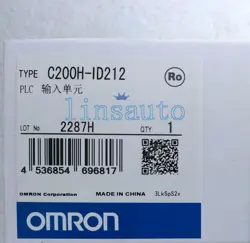 TYPE C200H-ID212
Ro
PLC 输入单元
linsauto
LOT No 2287H QTY 1
4 536854 696817
OMRON Corporation MADE IN CHINA 3LkSpS2v
OMRON